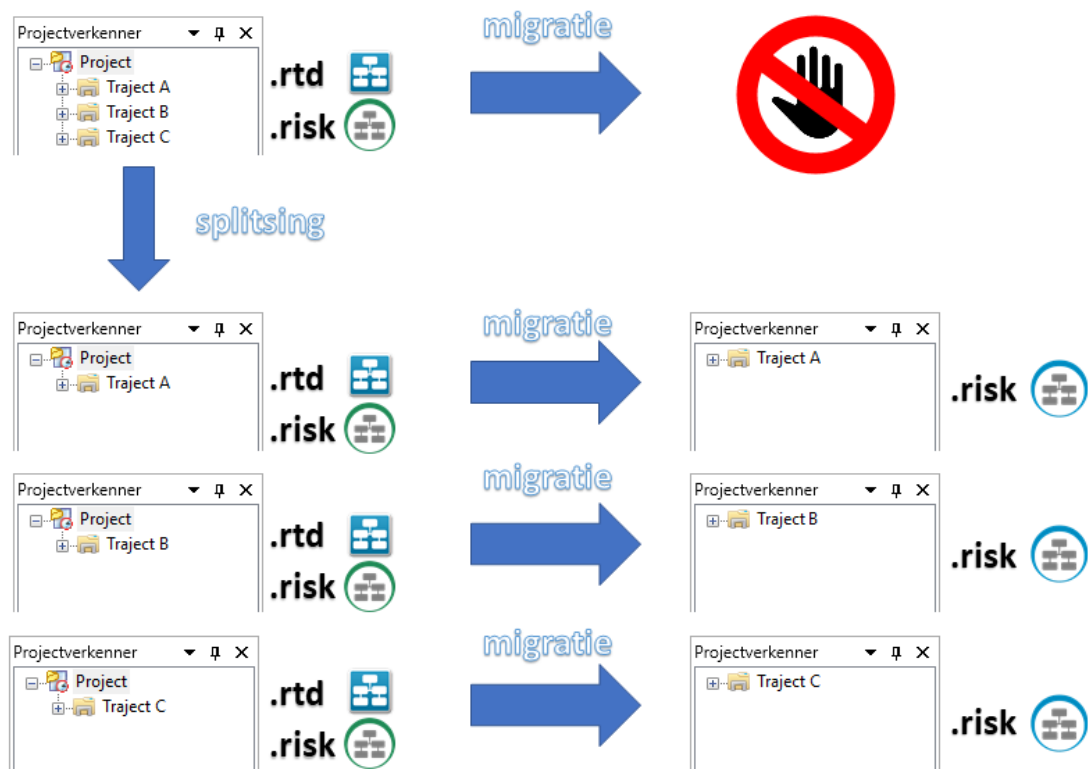 Projectverkenner
Project
Traject A
Traject B
Traject C
.rtd
.risk
migratie
splitsing
Projectverkenner
Project
Traject A
.rtd
.risk
migratie
Projectverkenner
Traject A
.risk
Projectverkenner
Project
Traject B
.rtd
.risk
migratie
Projectverkenner
Traject B
.risk
Projectverkenner
Project
Traject C
.rtd
.risk
migratie
Projectverkenner
Traject C
.risk